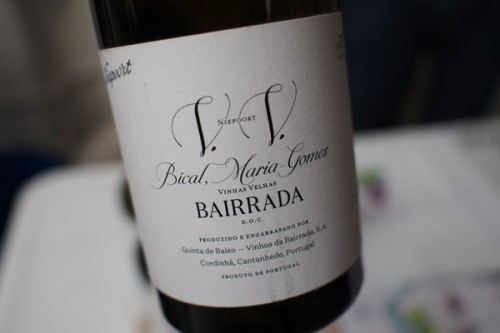 Niepoort
V. NIEPOORT V.
Bical, Maria-Gomes
VINHAS VELHAS
BAIRRADA
D.O.C.
PRODUZIDO E ENGARRAFADO POR
Quinta de Baixo — Vinhos da Bairrada, S.A.
Cordinhã, Cantanhede, Portugal
PRODUTO DE PORTUGAL